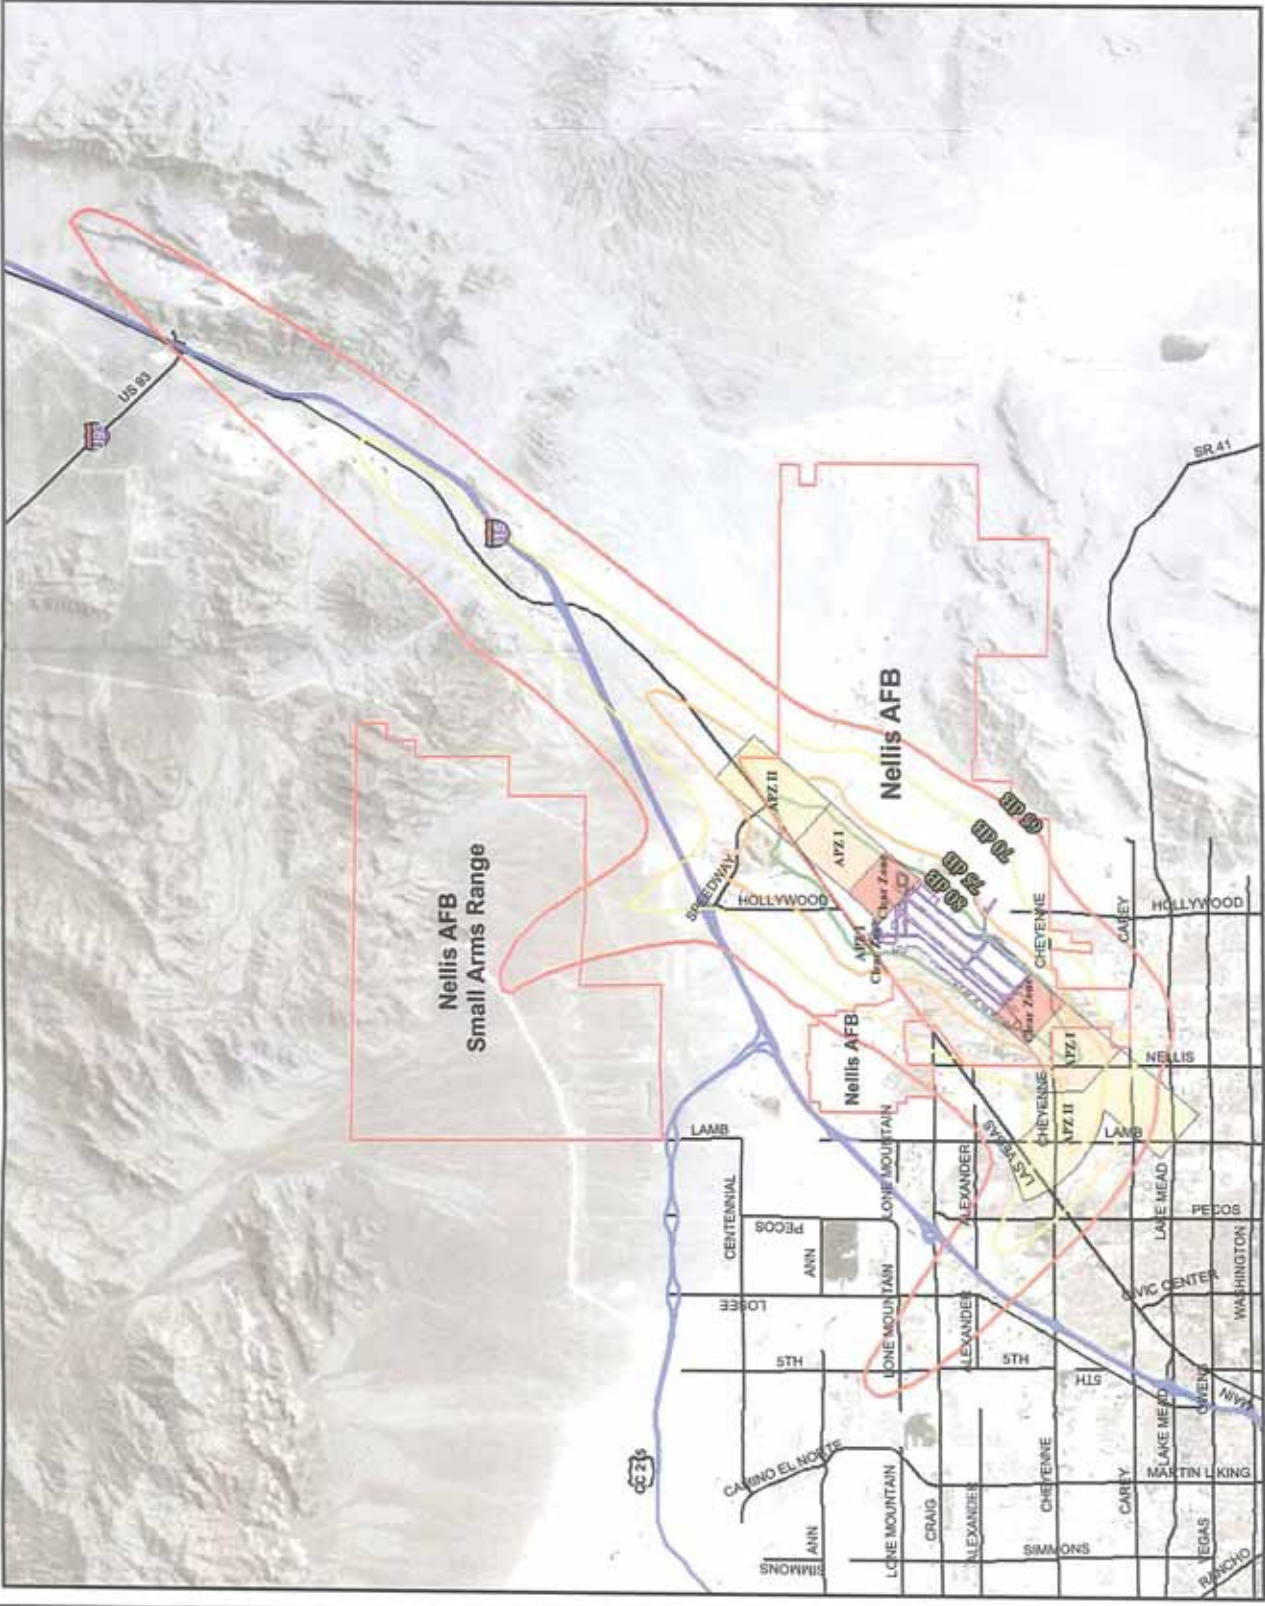 US 93
SR 41
Nellis AFB
Small Arms Range
Nellis AFB
APZ II
APZ I
Clear Zone
65 dB
70 dB
75 dB
80 dB
SPEEDWAY
HOLLYWOOD
APZ I
Clear Zone
CHEYENNE
CAREY
HOLLYWOOD
Clear Zone
Nellis AFB
APZ I
NELLIS
CHEYENNE
APZ II
LAMB
LAMB
LAS VEGAS
LONE MOUNTAIN
ALEXANDER
LAKE MEAD
PECOS
CENTENNIAL
PECOS
ANN
LOSEE
LONE MOUNTAIN
ALEXANDER
CIVIC CENTER
WASHINGTON
5TH
5TH
5TH
OWENS
MAIN
LAKE MEAD
CC 215
CAMINO EL NORTE
MARTIN L KING
ANN
SIMMONS
LONE MOUNTAIN
CRAIG
ALEXANDER
CHEYENNE
SIMMONS
CAREY
VEGAS
RANCHO